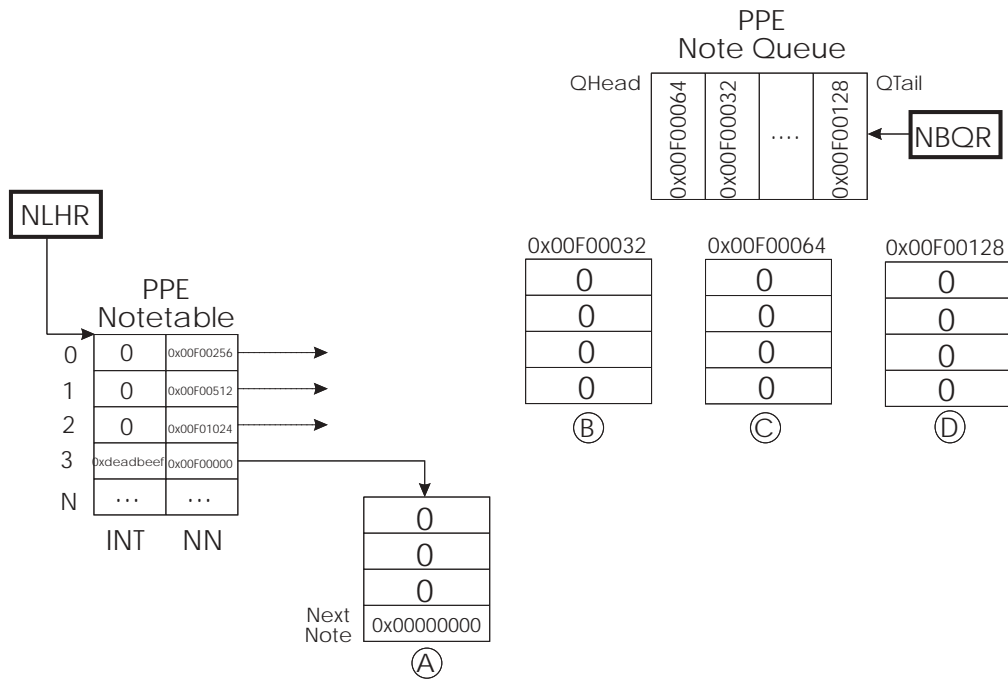 PPE
Note Queue
QHead
0x00F00064
0x00F00032
....
0x00F00128
QTail
NBQR
NLHR
0x00F00032
0
0
0
0
B
0x00F00064
0
0
0
0
C
0x00F00128
0
0
0
0
D
PPE
Notetable
0 0 0x00F00256
1 0 0x00F00512
2 0 0x00F01024
3 0xdeadbeef 0x00F00000
N ... ...
INT NN
0
0
0
Next
Note
0x00000000
A